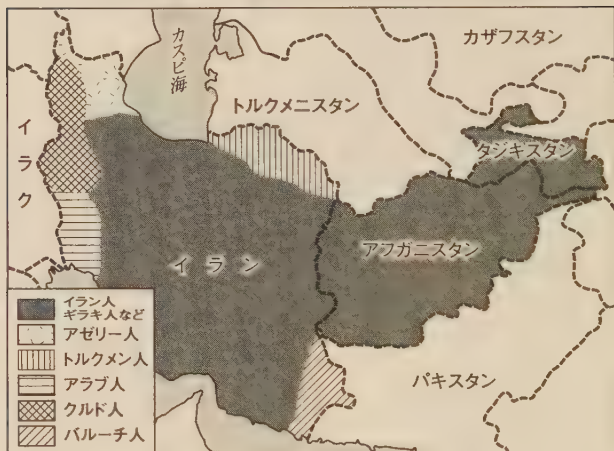 カスピ海
カザフスタン
トルクメニスタン
イラク
タジキスタン
イラン
アフガニスタン
パキスタン
イラン人
ギラキ人など
アゼリー人
トルクメン人
アラブ人
クルド人
バルーチ人